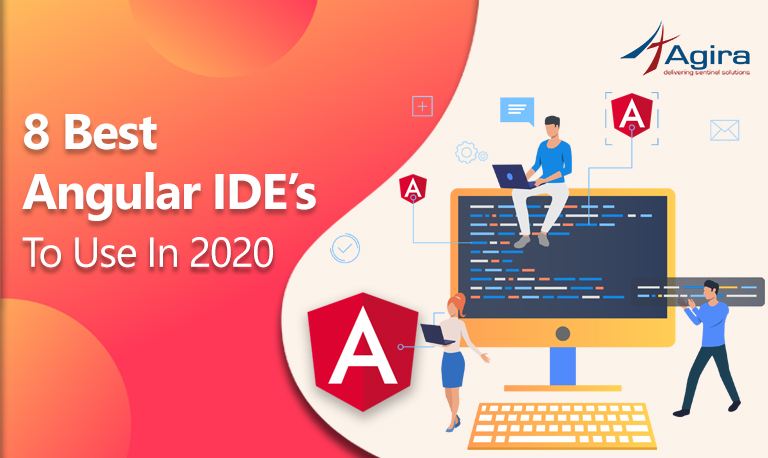 8 Best
Angular IDE's
To Use In 2020
Agira
delivering sentinel solutions
A
A
A